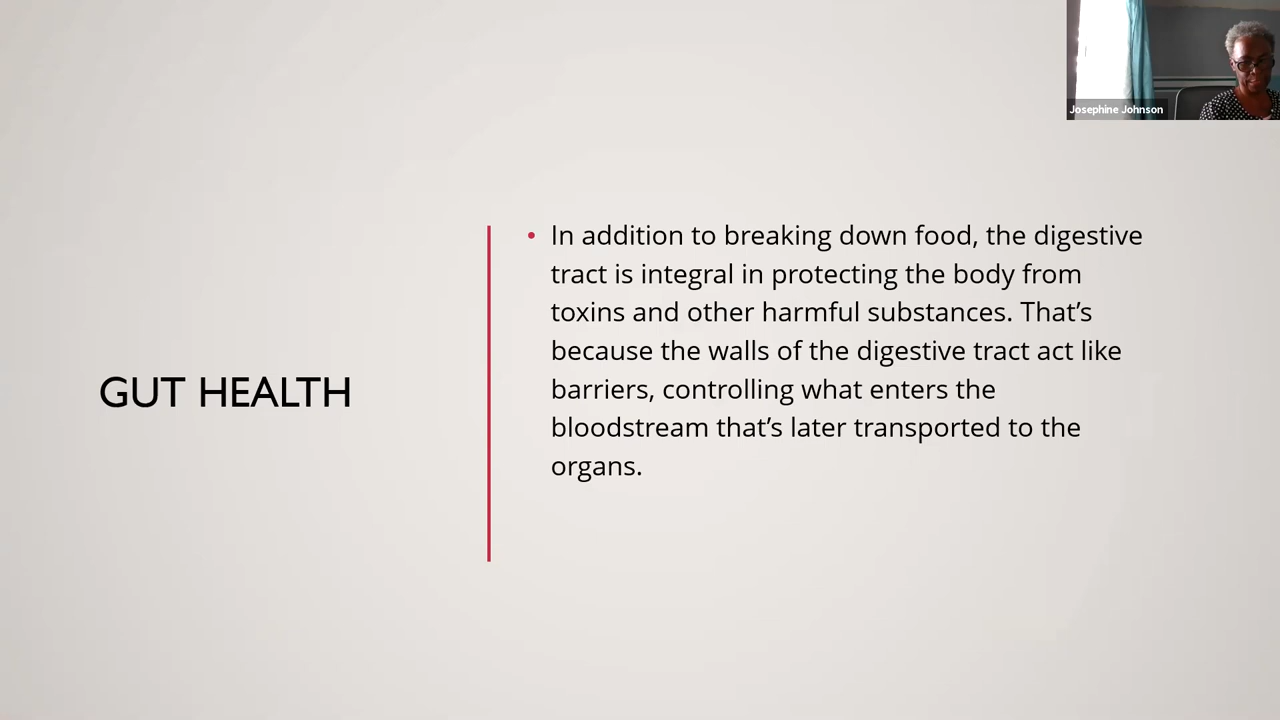 Josephine Johnson
GUT HEALTH
• In addition to breaking down food, the digestive
tract is integral in protecting the body from
toxins and other harmful substances. That’s
because the walls of the digestive tract act like
barriers, controlling what enters the
bloodstream that’s later transported to the
organs.